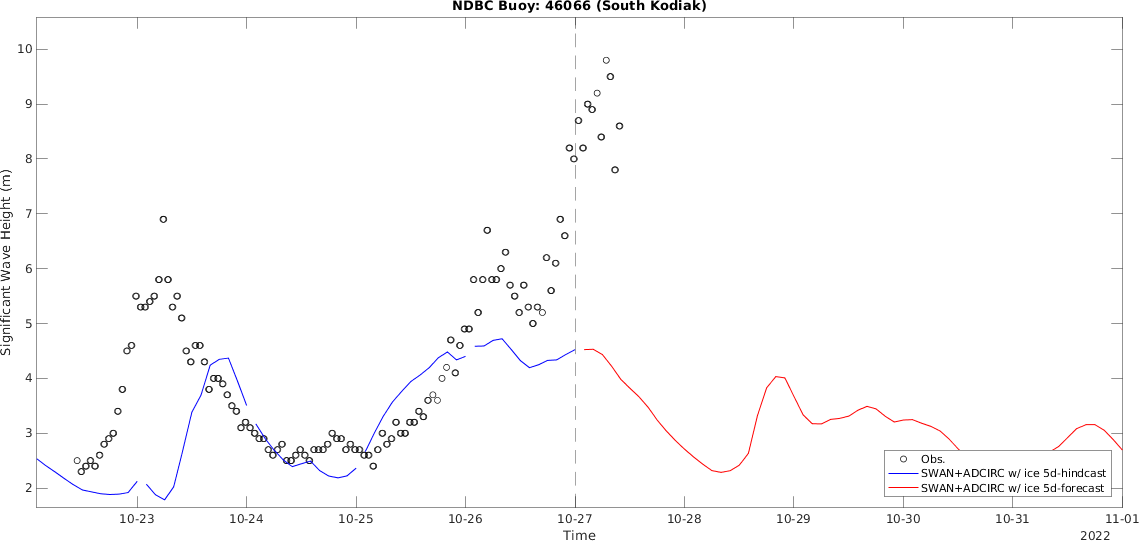 NDBC Buoy: 46066 (South Kodiak)
Significant Wave Height (m)
10
9
8
7
6
5
4
3
2
Obs.
SWAN+ADCIRC w/ ice 5d-hindcast
SWAN+ADCIRC w/ ice 5d-forecast
10-23 10-24 10-25 10-26 10-27 10-28 10-29 10-30 10-31 11-01
Time
2022